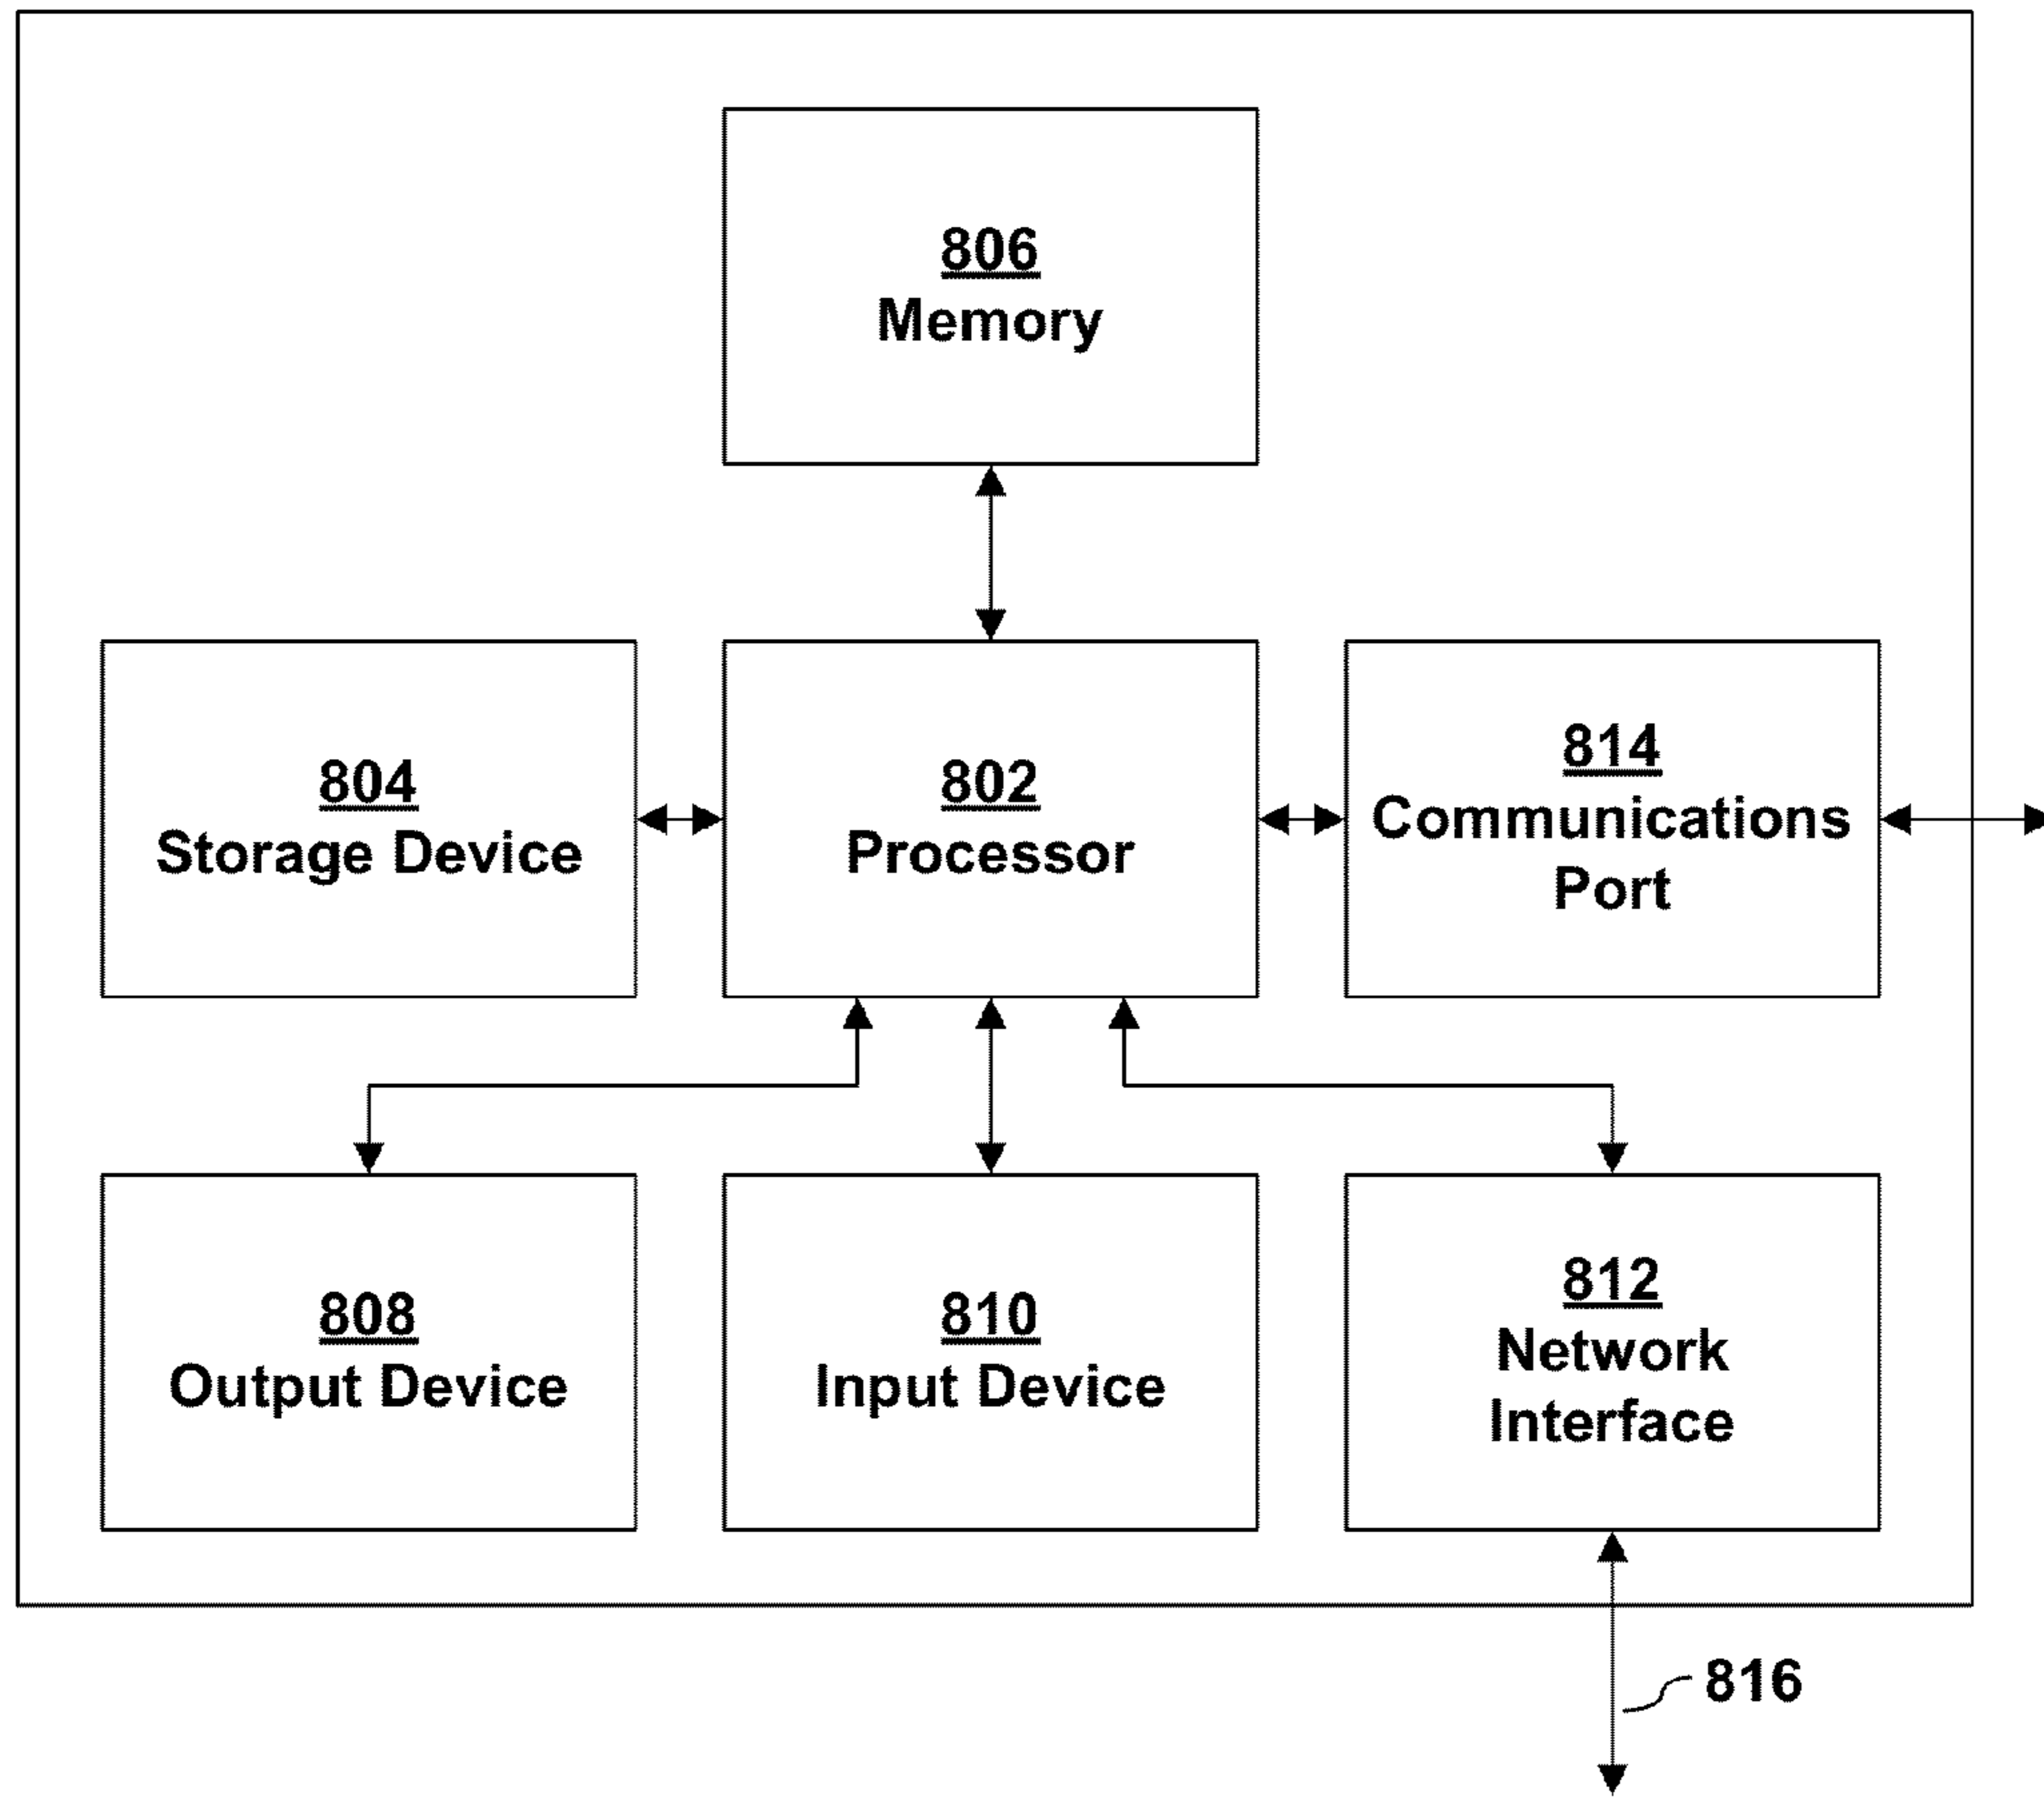 806
Memory
804
Storage Device
802
Processor
814
Communications
Port
808
Output Device
810
Input Device
812
Network
Interface
816